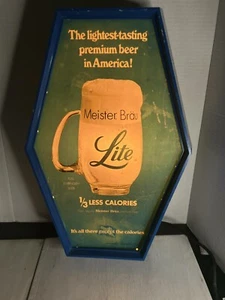 The lightest-tasting
premium beer
in America!
Meister Bräu
Lite
1/3 LESS CALORIES
It's all there except the calories